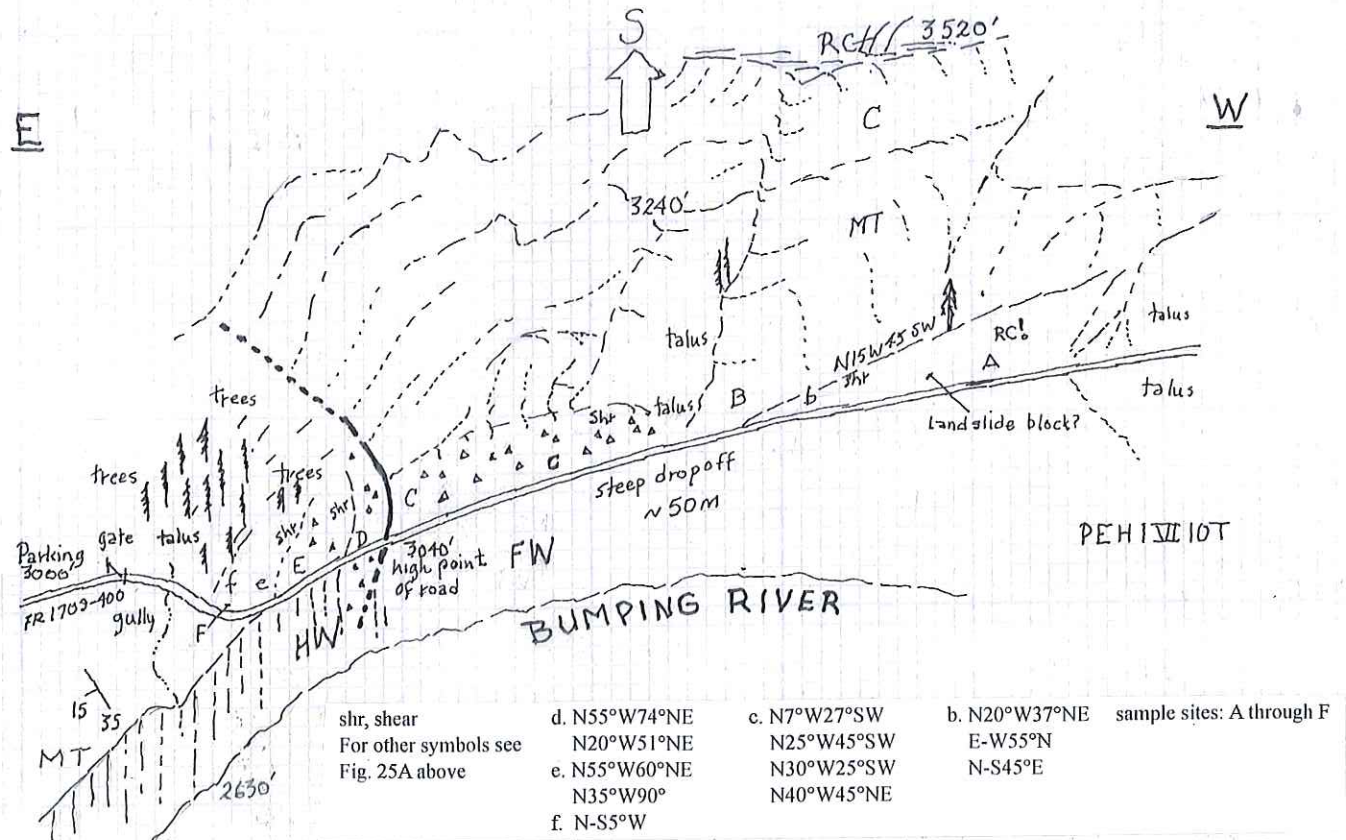 S
RCH 3520'
E
W
C
3240'
MT
talus
N15W45SW
shr
RC!
A
talus
talus
B
b
landslide block?
trees
trees
trees
shr
shr
shr
talus
C
C
steep dropoff
~50m
Parking
3000'
gate
talus
f
e
E
D
3040'
high point
of road
FW
PEH1VII10T
FR 1703-400
gully
F
HW
BUMPING RIVER
15
35
MT
2630'
shr, shear
For other symbols see
Fig. 25A above
d. N55°W74°NE
N20°W51°NE
e. N55°W60°NE
N35°W90°
f. N-S5°W
c. N7°W27°SW
N25°W45°SW
N30°W25°SW
N40°W45°NE
b. N20°W37°NE
E-W55°N
N-S45°E
sample sites: A through F